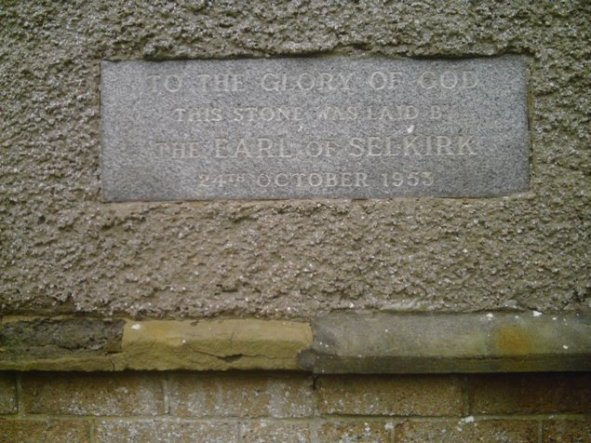 TO THE GLORY OF GOD
THIS STONE WAS LAID BY
THE EARL OF SELKIRK
24TH OCTOBER 1953